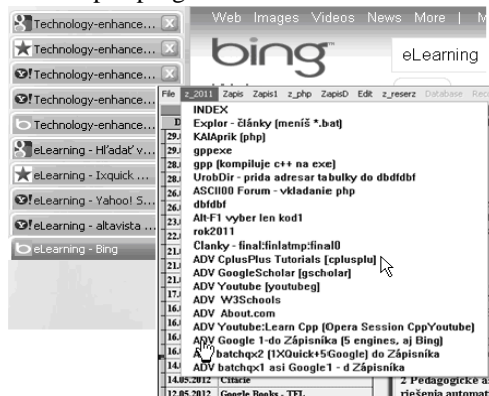 Technology-enhance...
Technology-enhance...
Technology-enhance...
Technology-enhance...
Technology-enhance...
eLearning - Hľadať v...
eLearning - Ixquick ...
eLearning - Yahoo! S...
eLearning - altavista ...
eLearning - Bing
Web Images Videos News More | M
bing
eLearning
File z_2011 Zapis Zapis1 z_php ZapisD Edit z_reserz Database Rec
INDEX
Explor - články (meníš *.bat)
KAIAprik (php)
gppexe
gpp (kompiluje c++ na exe)
UrobDir - prida adresar tabulky do dbdfdbf
ASCII00 Forum - vkladanie php
dbfdbf
Alt-F1 vyber len kod1
rok2011
Clanky - final:finlatmp:final0
ADV CplusPlus Tutorials [cplusplu]
ADV GoogleScholar [gscholar]
ADV Youtube [youtubeg]
ADV W3Schools
ADV About.com
ADV Youtube:Learn Cpp (Opera Session CppYoutube)
ADV Google 1-do Zápisníka (5 engines, aj Bing)
batchqx2 (1XQuick+5Google) do Zápisníka
ADV batchqx1 asi Google1 - d Zápisníka
14.05.2012 Citácie
12.05.2012 Google Books - TEL
2 Pedagogické a
riešenia automat